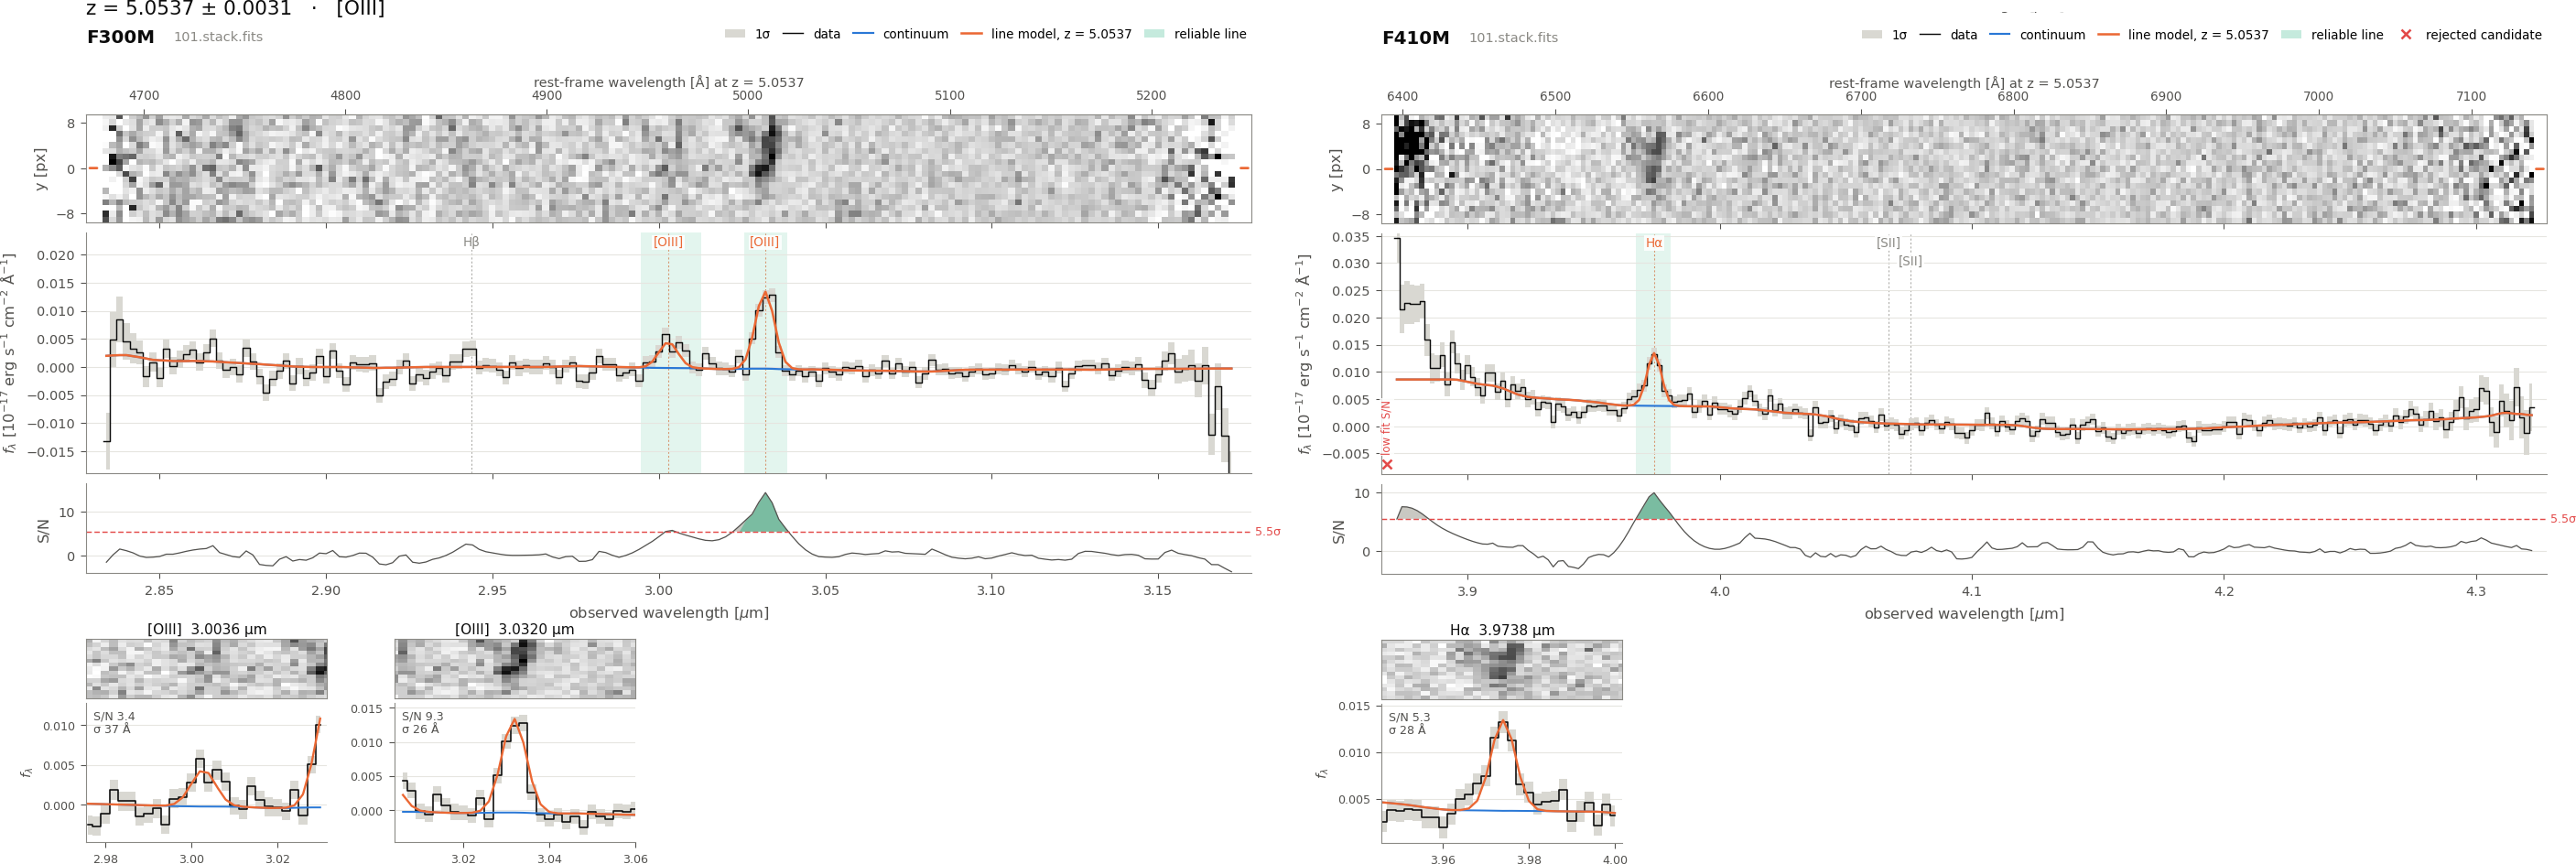 z = 5.0537 ± 0.0031 · [OIII]
F300M 101.stack.fits
1σ data continuum line model, z = 5.0537 reliable line
rest-frame wavelength [Å] at z = 5.0537
4700 4800 4900 5000 5100 5200
y [px]
8
0
−8
Hβ [OIII] [OIII]
fλ [10−17 erg s−1 cm−2 Å−1]
0.020
0.015
0.010
0.005
0.000
−0.005
−0.010
−0.015
S/N
10
0
5.5σ
2.85 2.90 2.95 3.00 3.05 3.10 3.15
observed wavelength [μm]
[OIII] 3.0036 μm
S/N 3.4
σ 37 Å
fλ
0.010
0.005
0.000
2.98 3.00 3.02
[OIII] 3.0320 μm
S/N 9.3
σ 26 Å
0.015
0.010
0.005
0.000
3.02 3.04 3.06
F410M 101.stack.fits
1σ data continuum line model, z = 5.0537 reliable line rejected candidate
rest-frame wavelength [Å] at z = 5.0537
6400 6500 6600 6700 6800 6900 7000 7100
y [px]
8
0
−8
Hα [SII]
[SII]
fλ [10−17 erg s−1 cm−2 Å−1]
0.035
0.030
0.025
0.020
0.015
0.010
0.005
0.000
−0.005
low fit S/N
S/N
10
0
5.5σ
3.9 4.0 4.1 4.2 4.3
observed wavelength [μm]
Hα 3.9738 μm
S/N 5.3
σ 28 Å
fλ
0.015
0.010
0.005
3.96 3.98 4.00